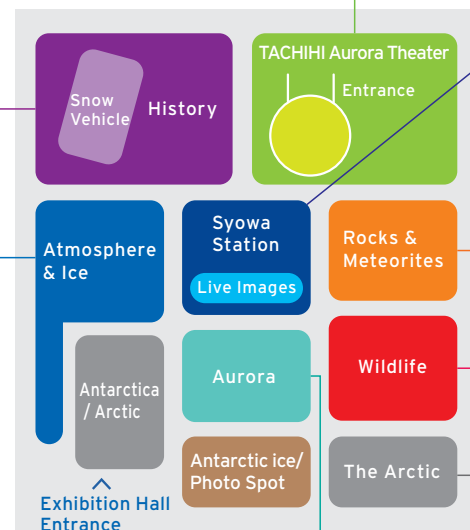 TACHIHI Aurora Theater
Entrance
Snow
Vehicle
History
Atmosphere
& Ice
Syowa
Station
Live Images
Rocks &
Meteorites
Antarctica
/ Arctic
Aurora
Wildlife
Antarctic ice/
Photo Spot
The Arctic
Exhibition Hall
Entrance